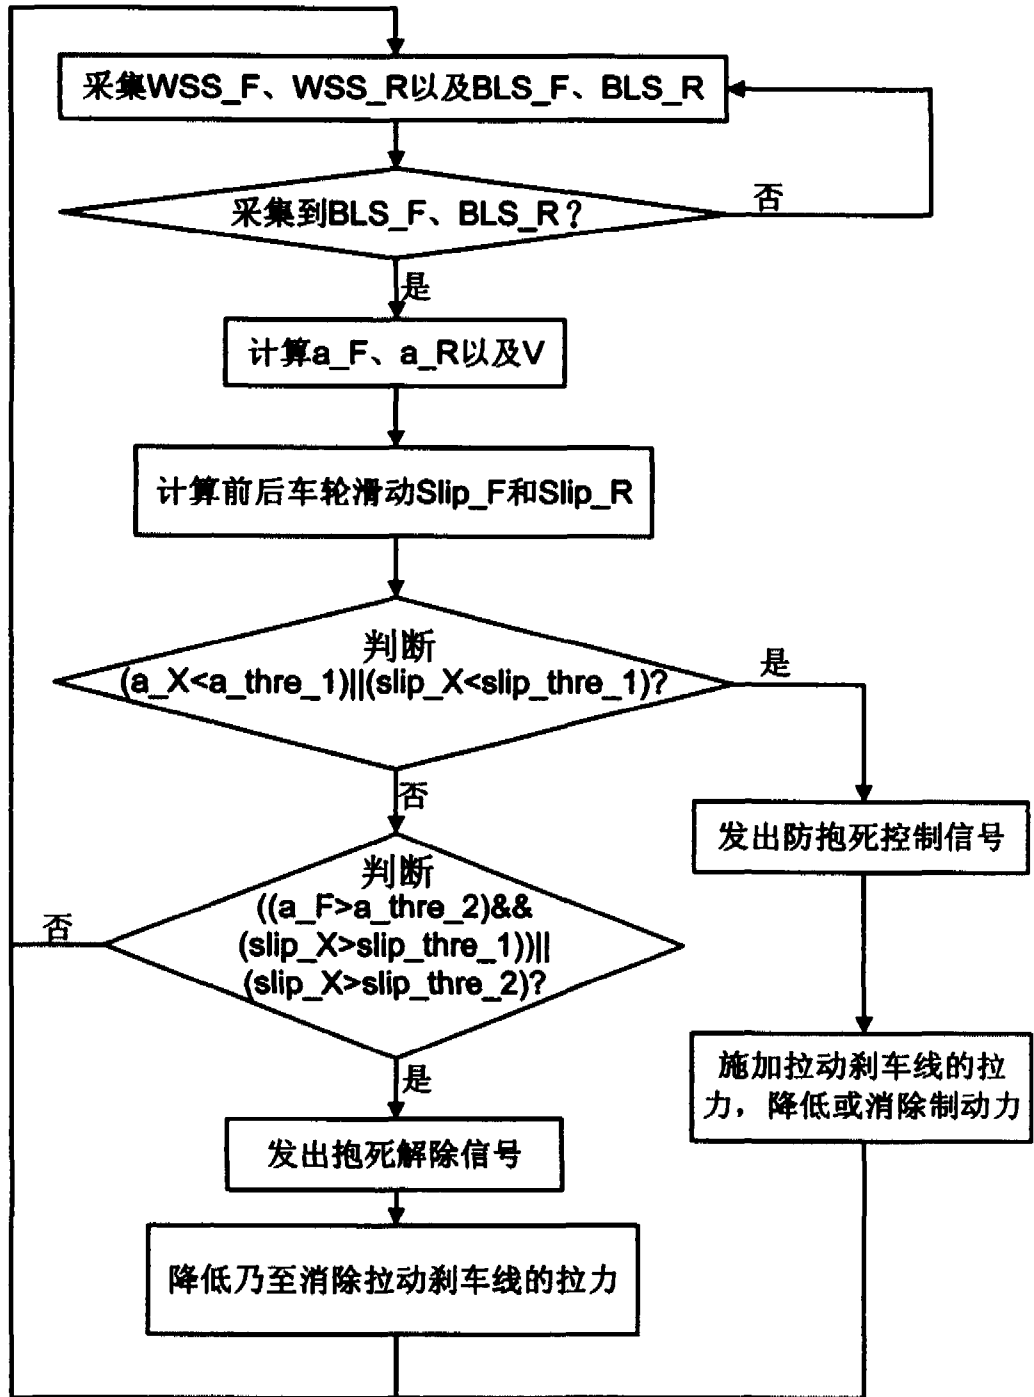 采集WSS_F、WSS_R以及BLS_F、BLS_R
采集到BLS_F、BLS_R？
否
是
计算a_F、a_R以及V
计算前后车轮滑动Slip_F和Slip_R
判断
(a_X<a_thre_1)||(slip_X<slip_thre_1)?
是
否
发出防抱死控制信号
判断
((a_F>a_thre_2)&&
(slip_X>slip_thre_1))||
(slip_X>slip_thre_2)?
否
是
施加拉动刹车线的拉
力，降低或消除制动力
发出抱死解除信号
降低乃至消除拉动刹车线的拉力